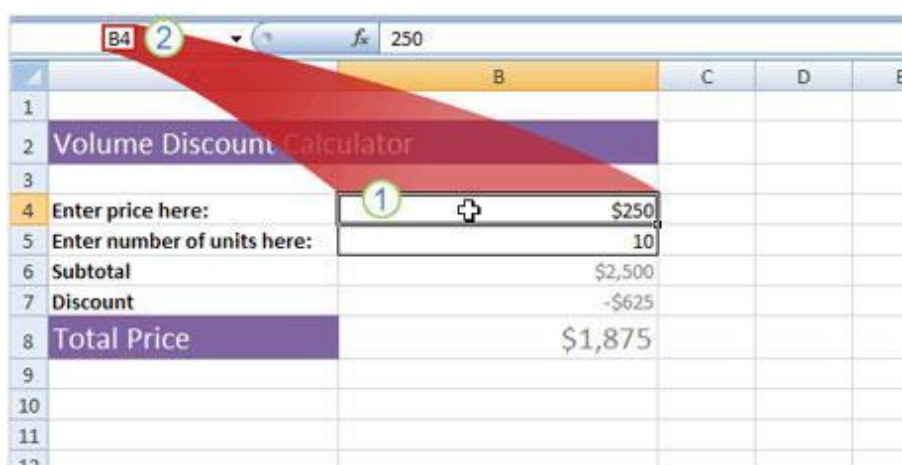 B4 2 fx 250
B C D E
1
2 Volume Discount Calculator
3
4 Enter price here: 1 $250
5 Enter number of units here: 10
6 Subtotal $2,500
7 Discount -$625
8 Total Price $1,875
9
10
11
12